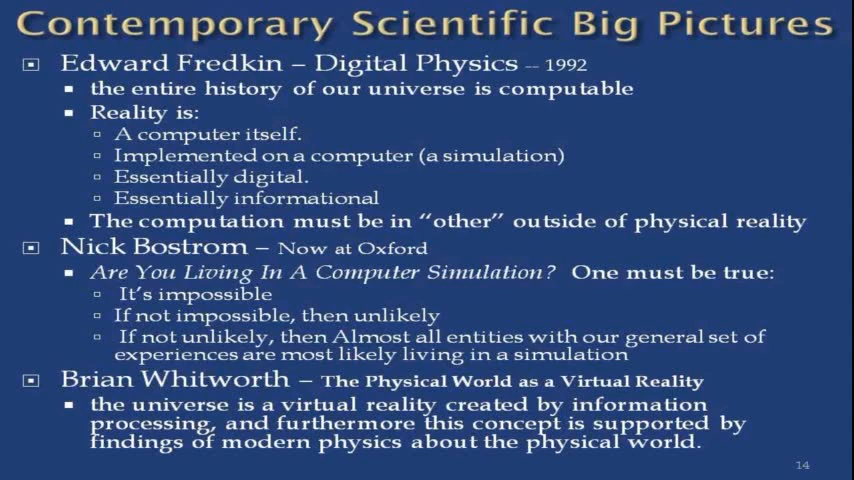 Contemporary Scientific Big Pictures
Edward Fredkin – Digital Physics -- 1992
the entire history of our universe is computable
Reality is:
A computer itself.
Implemented on a computer (a simulation)
Essentially digital.
Essentially informational
The computation must be in “other” outside of physical reality
Nick Bostrom – Now at Oxford
Are You Living In A Computer Simulation? One must be true:
It’s impossible
If not impossible, then unlikely
If not unlikely, then Almost all entities with our general set of
experiences are most likely living in a simulation
Brian Whitworth – The Physical World as a Virtual Reality
the universe is a virtual reality created by information
processing, and furthermore this concept is supported by
findings of modern physics about the physical world.
14